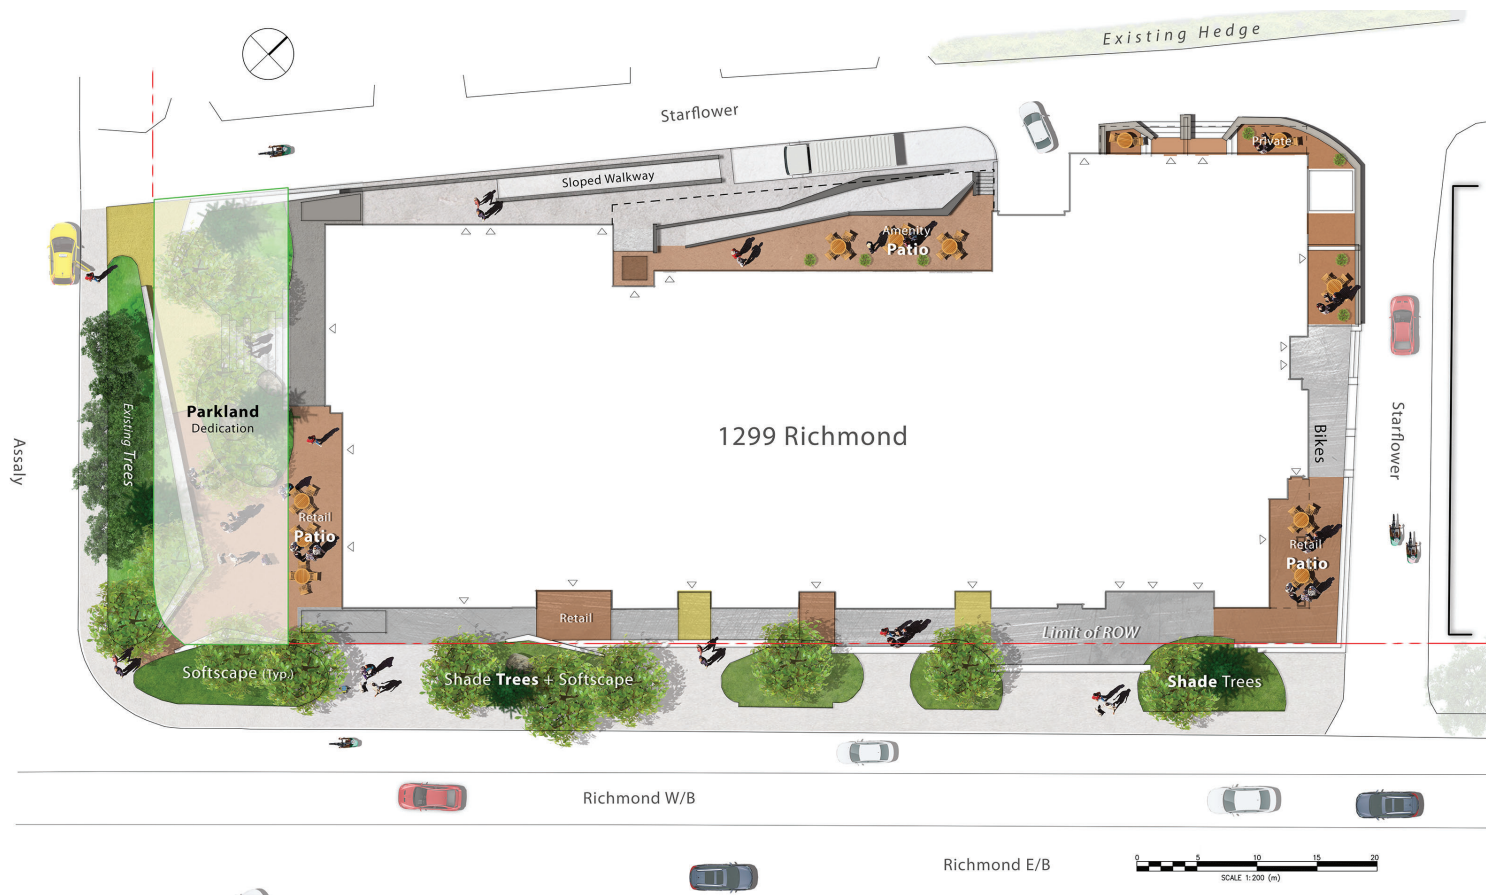 Existing Hedge
Starflower
Private
Sloped Walkway
Amenity
Patio
Parkland
Dedication
Existing Trees
Assaly
1299 Richmond
Bikes
Starflower
Retail
Patio
Retail
Patio
Retail
Limit of ROW
Softscape (Typ.)
Shade Trees + Softscape
Shade Trees
Richmond W/B
Richmond E/B
0 5 10 15 20
SCALE 1:200 (m)